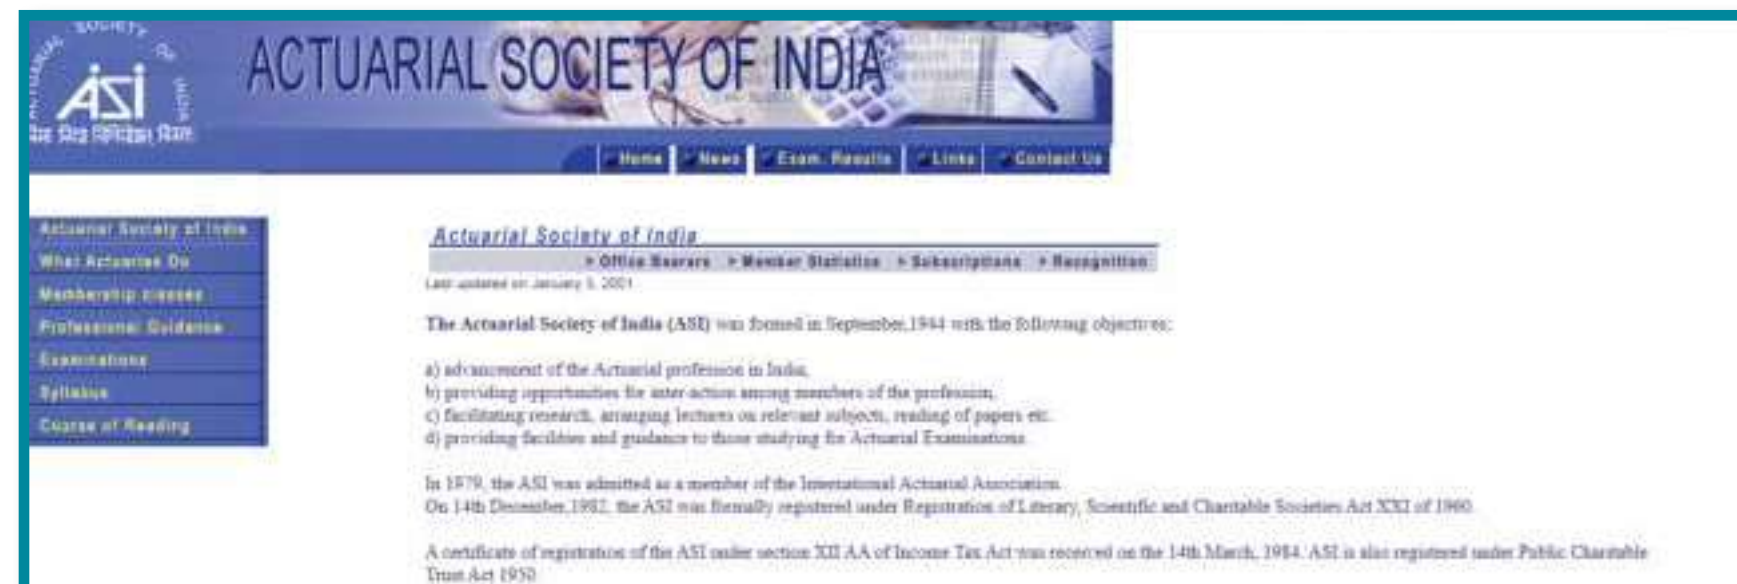 ACTUARIAL SOCIETY OF INDIA
ASI
ACTUARIAL SOCIETY OF INDIA
Home News Exam. Results Links Contact Us
Actuarial Society of India
What Actuaries Do
Membership classes
Professional Guidance
Examinations
Syllabus
Course of Reading
Actuarial Society of India
> Office Bearers > Member Statistics > Subscriptions > Recognition
Last updated on January 5, 2001
The Actuarial Society of India (ASI) was formed in September,1944 with the following objectives:
a) advancement of the Actuarial profession in India,
b) providing opportunities for inter-action among members of the profession,
c) facilitating research, arranging lectures on relevant subjects, reading of papers etc.
d) providing facilities and guidance to those studying for Actuarial Examinations.
In 1979, the ASI was admitted as a member of the International Actuarial Association.
On 14th December,1982, the ASI was formally registered under Registration of Literary, Scientific and Charitable Societies Act XXI of 1960.
A certificate of registration of the ASI under section XII AA of Income Tax Act was received on the 14th March, 1984. ASI is also registered under Public Charitable
Trust Act 1950